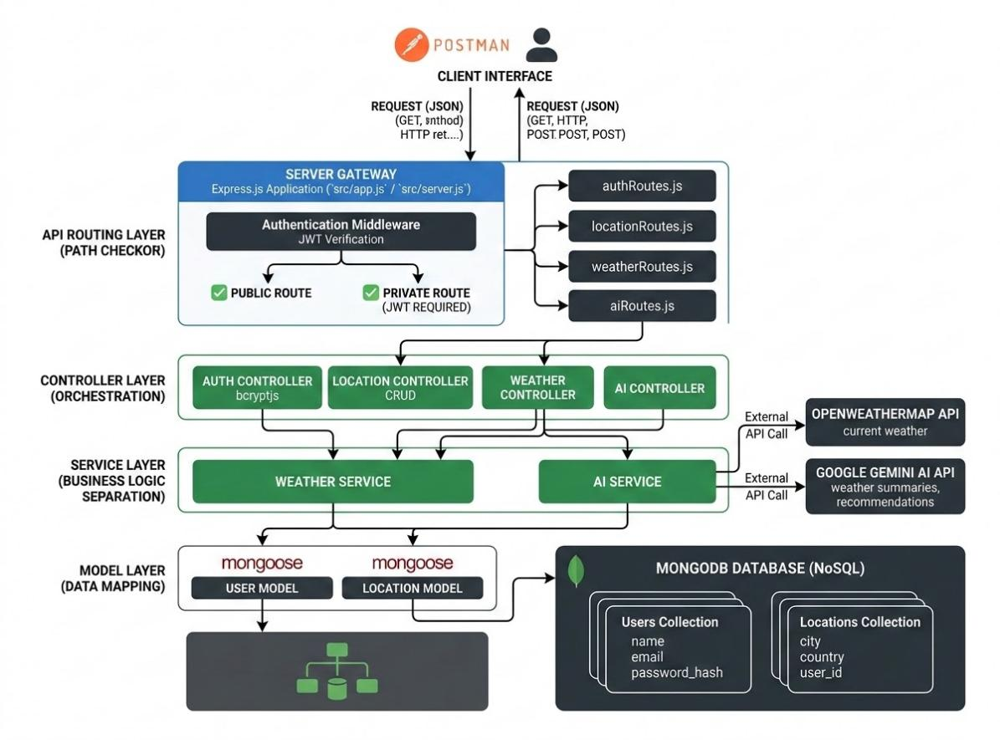 POSTMAN
CLIENT INTERFACE
REQUEST (JSON)
(GET, snthod)
HTTP ret....)
REQUEST (JSON)
(GET, HTTP,
POST.POST, POST)
SERVER GATEWAY
Express.js Application (`src/app.js` / `src/server.js`)
API ROUTING LAYER
(PATH CHECKOR)
Authentication Middleware
JWT Verification
PUBLIC ROUTE
PRIVATE ROUTE
(JWT REQUIRED)
authRoutes.js
locationRoutes.js
weatherRoutes.js
aiRoutes.js
CONTROLLER LAYER
(ORCHESTRATION)
AUTH CONTROLLER
bcryptjs
LOCATION CONTROLLER
CRUD
WEATHER
CONTROLLER
AI CONTROLLER
SERVICE LAYER
(BUSINESS LOGIC
SEPARATION)
WEATHER SERVICE
AI SERVICE
External
API Call
OPENWEATHERMAP API
current weather
External
API Call
GOOGLE GEMINI AI API
weather summaries,
recommendations
MODEL LAYER
(DATA MAPPING)
mongoose
USER MODEL
mongoose
LOCATION MODEL
MONGODB DATABASE (NoSQL)
Users Collection
name
email
password_hash
Locations Collection
city
country
user_id